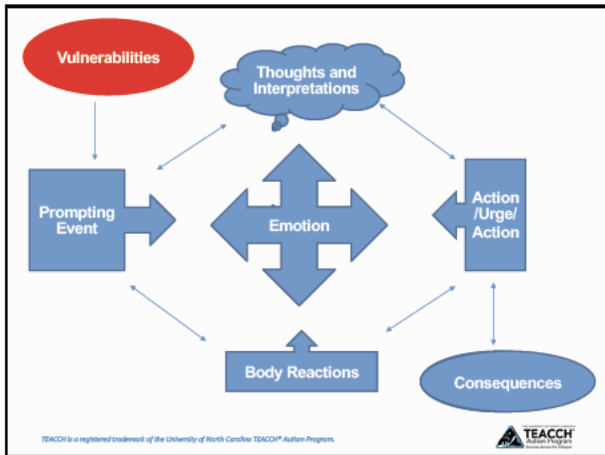 Vulnerabilities
Thoughts and
Interpretations
Prompting
Event
Emotion
Action
/Urge/
Action
Body Reactions
Consequences
TEACCH is a registered trademark of the University of North Carolina TEACCH® Autism Program.
TEACCH
Autism Program